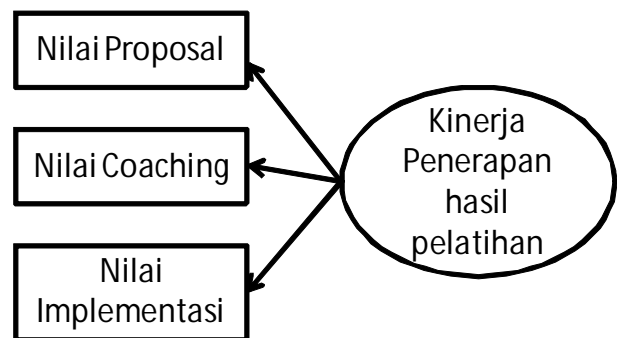 Nilai Proposal
Nilai Coaching
Nilai
Implementasi
Kinerja
Penerapan
hasil
pelatihan